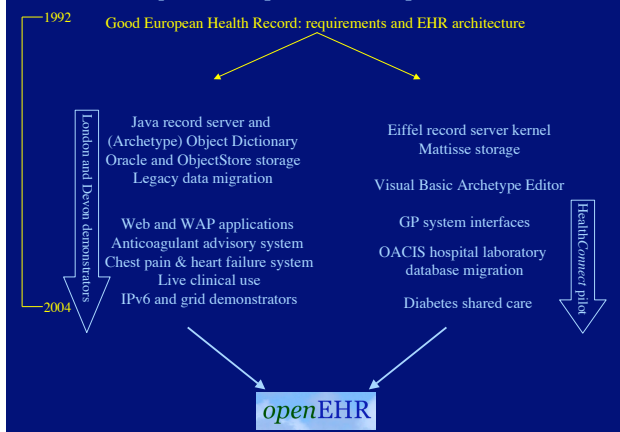 1992
Good European Health Record: requirements and EHR architecture
London and Devon demonstrators
Java record server and
(Archetype) Object Dictionary
Oracle and ObjectStore storage
Legacy data migration
Web and WAP applications
Anticoagulant advisory system
Chest pain & heart failure system
Live clinical use
IPv6 and grid demonstrators
Eiffel record server kernel
Mattisse storage
Visual Basic Archetype Editor
GP system interfaces
OACIS hospital laboratory
database migration
Diabetes shared care
HealthConnect pilot
2004
openEHR